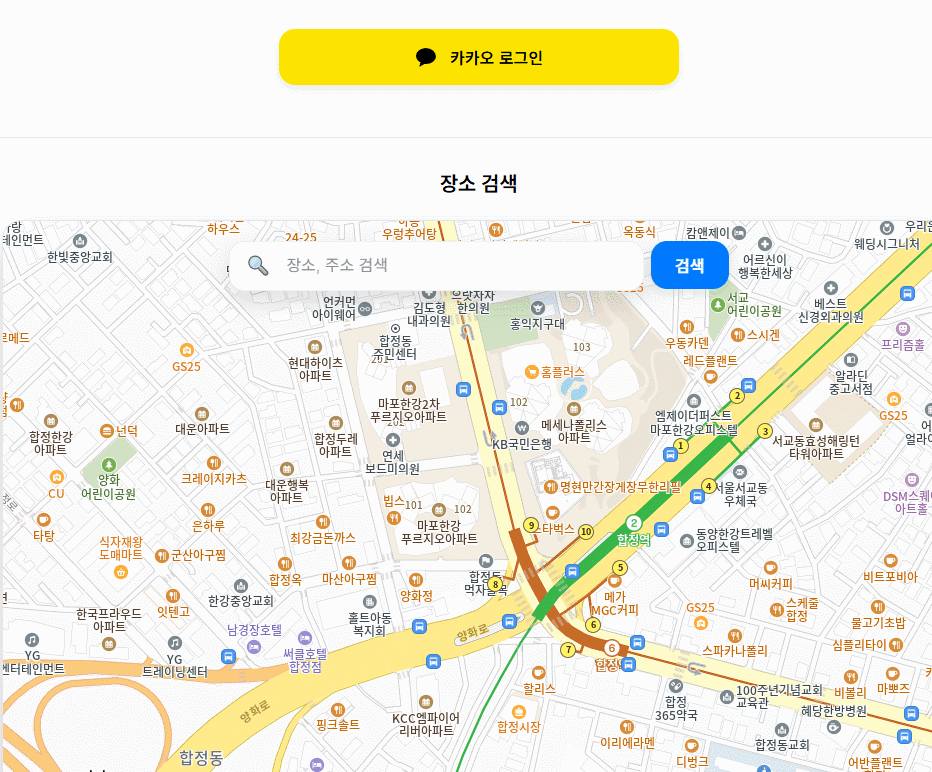 카카오 로그인
장소 검색
하우스
24-25
우렁추어탕
옥동식
캄앤제이
웨딩시그니처
한빛중앙교회
어르신이
행복한세상
장소, 주소 검색
검색
언커먼
아이웨어
김도형
내과의원
으랏차차
한의원
홍익지구대
서교
어린이공원
베스트
신경외과의원
합정동
주민센터
우동카덴
스시겐
프리즘홀
GS25
현대하이츠
아파트
103
레드플랜트
홈플러스
알라딘
중고서점
마포한강2차
푸르지오아파트
102
메세나폴리스
아파트
엠제이더퍼스트
마포한강오피스텔
2
GS25
합정한강
아파트
넌덕
대운아파트
합정두레
아파트
KB국민은행
1
3
서교동효성해링턴
타워아파트
연세
보드미의원
양화
어린이공원
크레이지카츠
대운행복
아파트
명현만간장게장무한리필
4
서울서교동
우체국
CU
빕스
101
102
마포한강
푸르지오아파트
스타벅스
2
합정역
동양한강트레벨
오피스텔
타탕
은하루
최강금돈까스
9
10
식자재왕
도매마트
군산아구찜
합정옥
마산아구찜
합정동
먹자골목
8
5
머씨커피
비트포비아
한강중앙교회
양화정
메가
MGC커피
GS25
스케줄
합정
물고기초밥
잇텐고
한국프라우드
아파트
홀트아동
복지회
6
남경장호텔
양화로
7
6
스파카나폴리
심플리타이
YG
엔터테인먼트
YG
트레이닝센터
써클호텔
합정점
할리스
합정
365약국
100주년기념교회
교육관
비볼리
마뽀즈
양화로
핑크솔트
KCC엠파이어
리버아파트
합정시장
혜당한방병원
이리에라멘
합정동교회
합정동
디벙크
어반플랜트